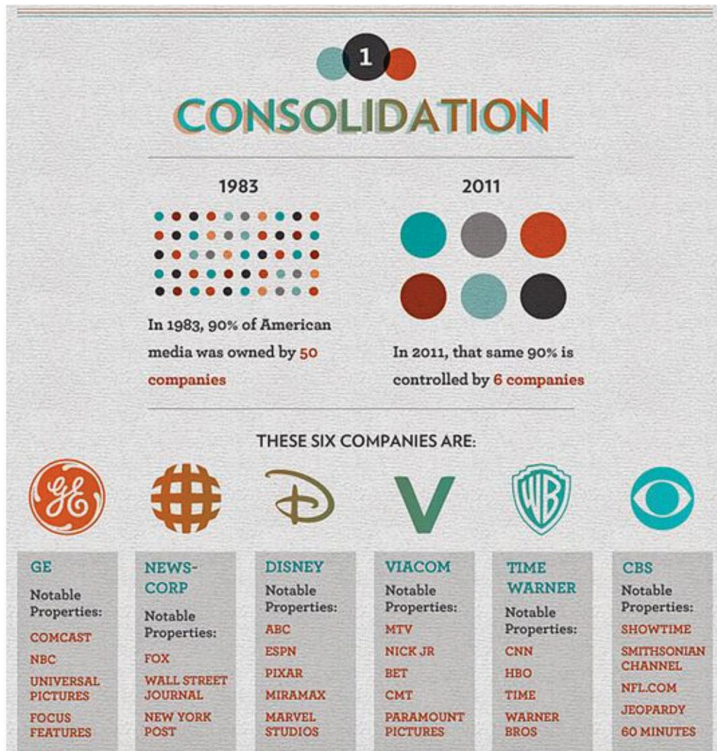 1
CONSOLIDATION
1983
In 1983, 90% of American
media was owned by 50
companies
2011
In 2011, that same 90% is
controlled by 6 companies
THESE SIX COMPANIES ARE:
GE
GE
Notable
Properties:
COMCAST
NBC
UNIVERSAL
PICTURES
FOCUS
FEATURES
NEWS-
CORP
Notable
Properties:
FOX
WALL STREET
JOURNAL
NEW YORK
POST
D
DISNEY
Notable
Properties:
ABC
ESPN
PIXAR
MIRAMAX
MARVEL
STUDIOS
V
VIACOM
Notable
Properties:
MTV
NICK JR
BET
CMT
PARAMOUNT
PICTURES
WB
TIME
WARNER
Notable
Properties:
CNN
HBO
TIME
WARNER
BROS
CBS
Notable
Properties:
SHOWTIME
SMITHSONIAN
CHANNEL
NFL.COM
JEOPARDY
60 MINUTES